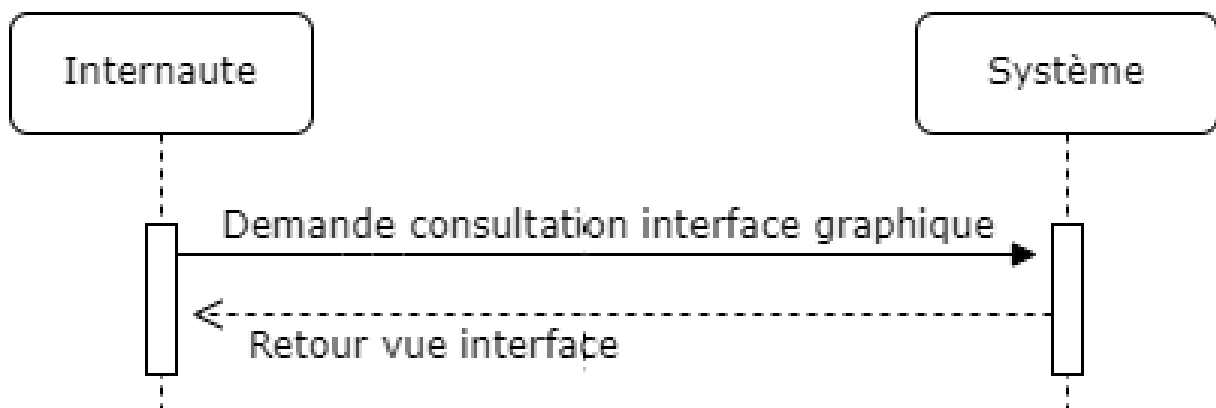 Internaute
Système
Demande consultation interface graphique
Retour vue interface